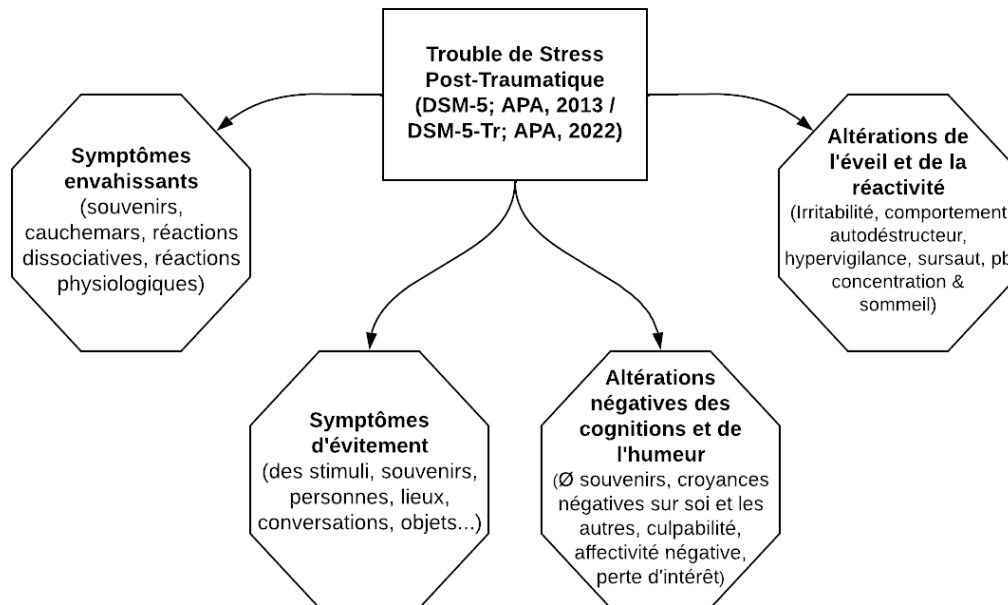 Trouble de Stress
Post-Traumatique
(DSM-5; APA, 2013 /
DSM-5-Tr; APA, 2022)
Symptômes
envahissants
(souvenirs,
cauchemars, réactions
dissociatives, réactions
physiologiques)
Symptômes
d'évitement
(des stimuli, souvenirs,
personnes, lieux,
conversations, objets...)
Altérations
négatives des
cognitions et de
l'humeur
(Ø souvenirs, croyances
négatives sur soi et les
autres, culpabilité,
affectivité négative,
perte d'intérêt)
Altérations de
l'éveil et de la
réactivité
(Irritabilité, comportement
autodéstructeur,
hypervigilance, sursaut, pb
concentration &
sommeil)